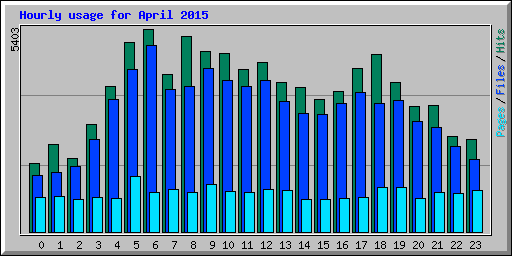 Hourly usage for April 2015
5403
Pages/Files/Hits
0 1 2 3 4 5 6 7 8 9 10 11 12 13 14 15 16 17 18 19 20 21 22 23